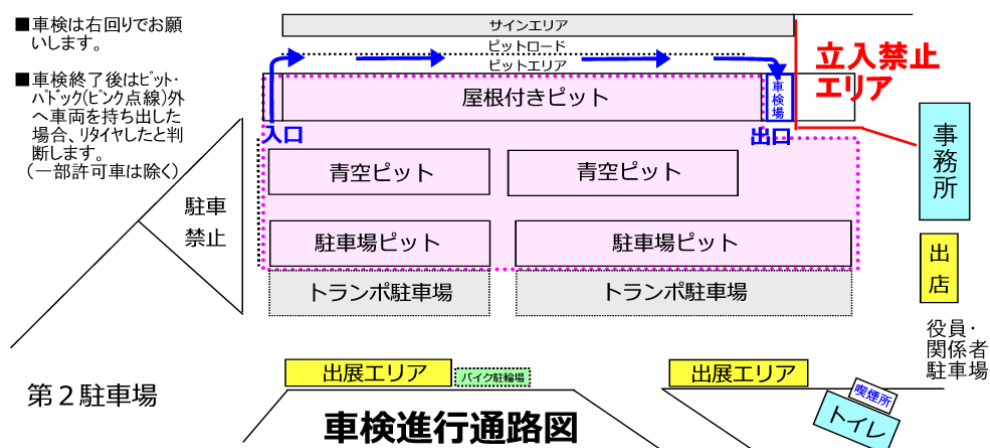 ■車検は右回りでお願
いします。
■車検終了後はピット・
パドック(ピンク点線)外
へ車両を持ち出した
場合、リタイヤしたと判
断します。
(一部許可車は除く)
サインエリア
ピットロード
ピットエリア
屋根付きピット
車検場
立入禁止
エリア
入口
出口
事務所
青空ピット
青空ピット
駐車
禁止
駐車場ピット
駐車場ピット
出店
トランポ駐車場
トランポ駐車場
役員・
関係者
駐車場
出展エリア
バイク駐輪場
出展エリア
第2駐車場
喫煙所
トイレ
車検進行通路図